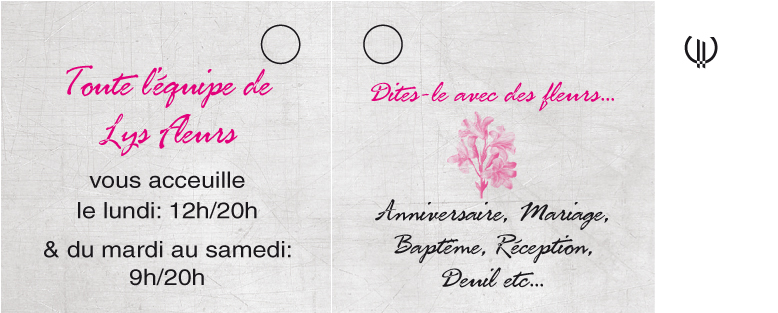 Toute l'équipe de
Lys Fleurs
vous acceuille
le lundi: 12h/20h
& du mardi au samedi:
9h/20h
Dites-le avec des fleurs...
Anniversaire, Mariage,
Baptême, Réception,
Deuil etc...